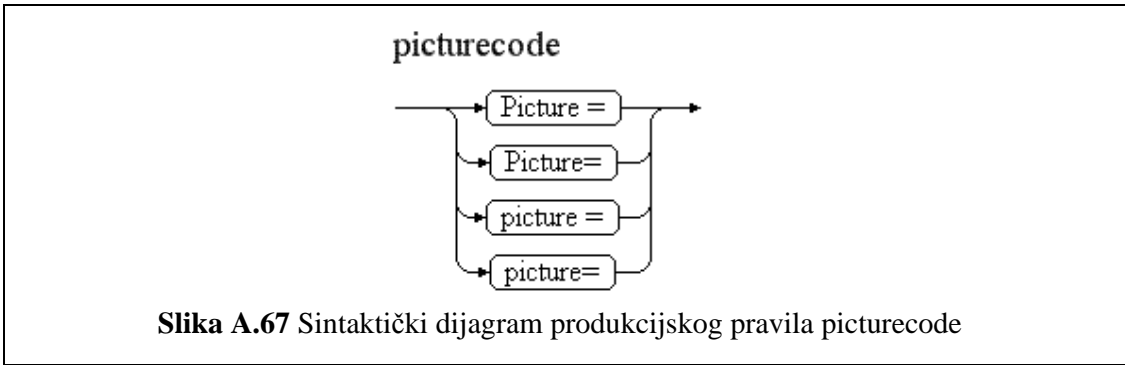 picturecode
Picture =
Picture=
picture =
picture=
Slika A.67 Sintaktički dijagram produkcijskog pravila picturecode